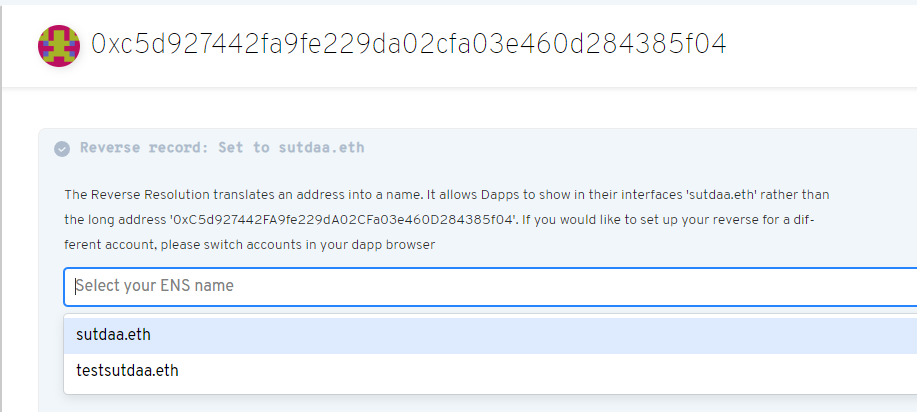 0xc5d927442fa9fe229da02cfa03e460d284385f04
Reverse record: Set to sutdaa.eth
The Reverse Resolution translates an address into a name. It allows Dapps to show in their interfaces 'sutdaa.eth' rather than
the long address '0xC5d927442FA9fe229dA02CFa03e460D284385f04'. If you would like to set up your reverse for a dif-
ferent account, please switch accounts in your dapp browser
Select your ENS name
sutdaa.eth
testsutdaa.eth